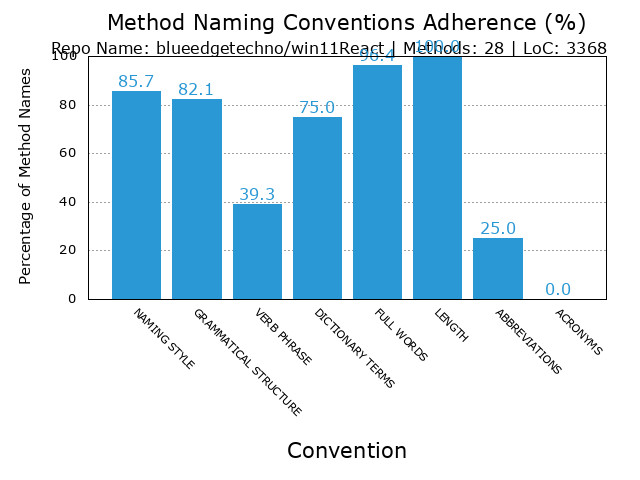 Method Naming Conventions Adherence (%)
Repo Name: blueedgetechno/win11React | Methods: 28 | LoC: 3368
Percentage of Method Names
100
80
60
40
20
0
85.7
82.1
39.3
75.0
96.4
100.0
25.0
0.0
NAMING STYLE
GRAMMATICAL STRUCTURE
VERB PHRASE
DICTIONARY TERMS
FULL WORDS
LENGTH
ABBREVIATIONS
ACRONYMS
Convention